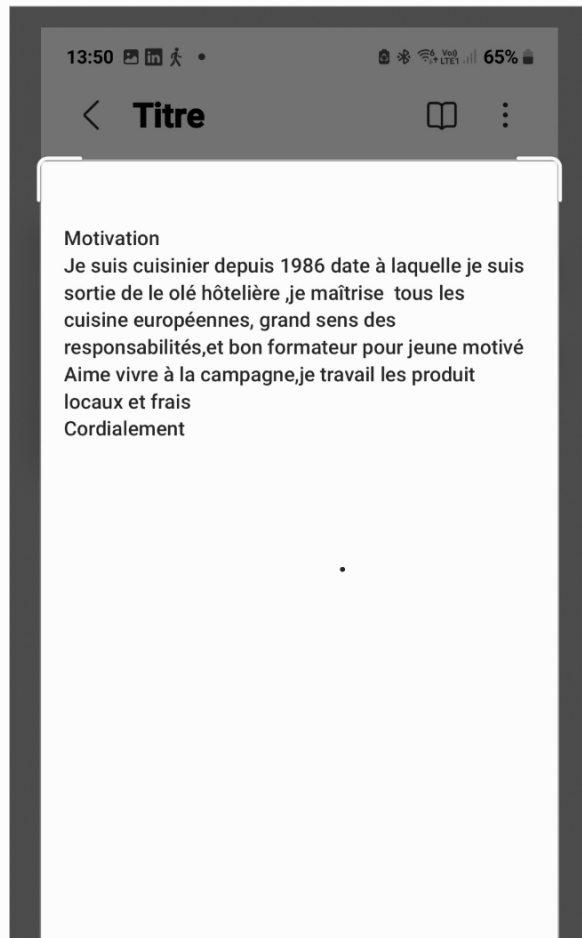 13:50 Vo)) LTE1 65%
Titre
Motivation
Je suis cuisinier depuis 1986 date à laquelle je suis
sortie de le olé hôtelière ,je maîtrise  tous les
cuisine européennes, grand sens des
responsabilités,et bon formateur pour jeune motivé
Aime vivre à la campagne,je travail les produit
locaux et frais
Cordialement